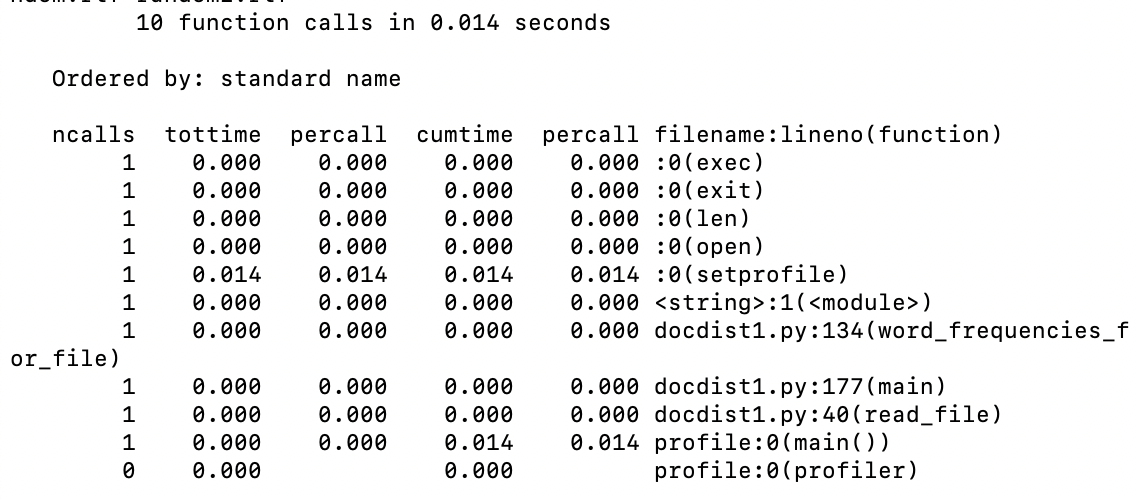 10 function calls in 0.014 seconds
Ordered by: standard name
ncalls  tottime  percall  cumtime  percall filename:lineno(function)
1    0.000    0.000    0.000    0.000 :0(exec)
1    0.000    0.000    0.000    0.000 :0(exit)
1    0.000    0.000    0.000    0.000 :0(len)
1    0.000    0.000    0.000    0.000 :0(open)
1    0.014    0.014    0.014    0.014 :0(setprofile)
1    0.000    0.000    0.000    0.000 <string>:1(<module>)
1    0.000    0.000    0.000    0.000 docdist1.py:134(word_frequencies_f
or_file)
1    0.000    0.000    0.000    0.000 docdist1.py:177(main)
1    0.000    0.000    0.000    0.000 docdist1.py:40(read_file)
1    0.000    0.000    0.014    0.014 profile:0(main())
0    0.000             0.000          profile:0(profiler)